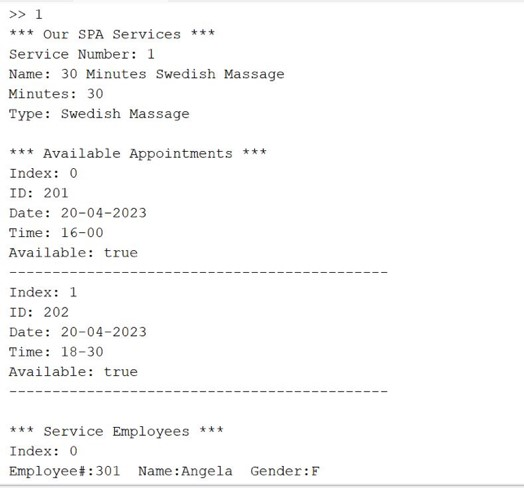 >> 1
*** Our SPA Services ***
Service Number: 1
Name: 30 Minutes Swedish Massage
Minutes: 30
Type: Swedish Massage

*** Available Appointments ***
Index: 0
ID: 201
Date: 20-04-2023
Time: 16-00
Available: true
--------------------------------------------
Index: 1
ID: 202
Date: 20-04-2023
Time: 18-30
Available: true
--------------------------------------------

*** Service Employees ***
Index: 0
Employee#:301  Name:Angela  Gender:F